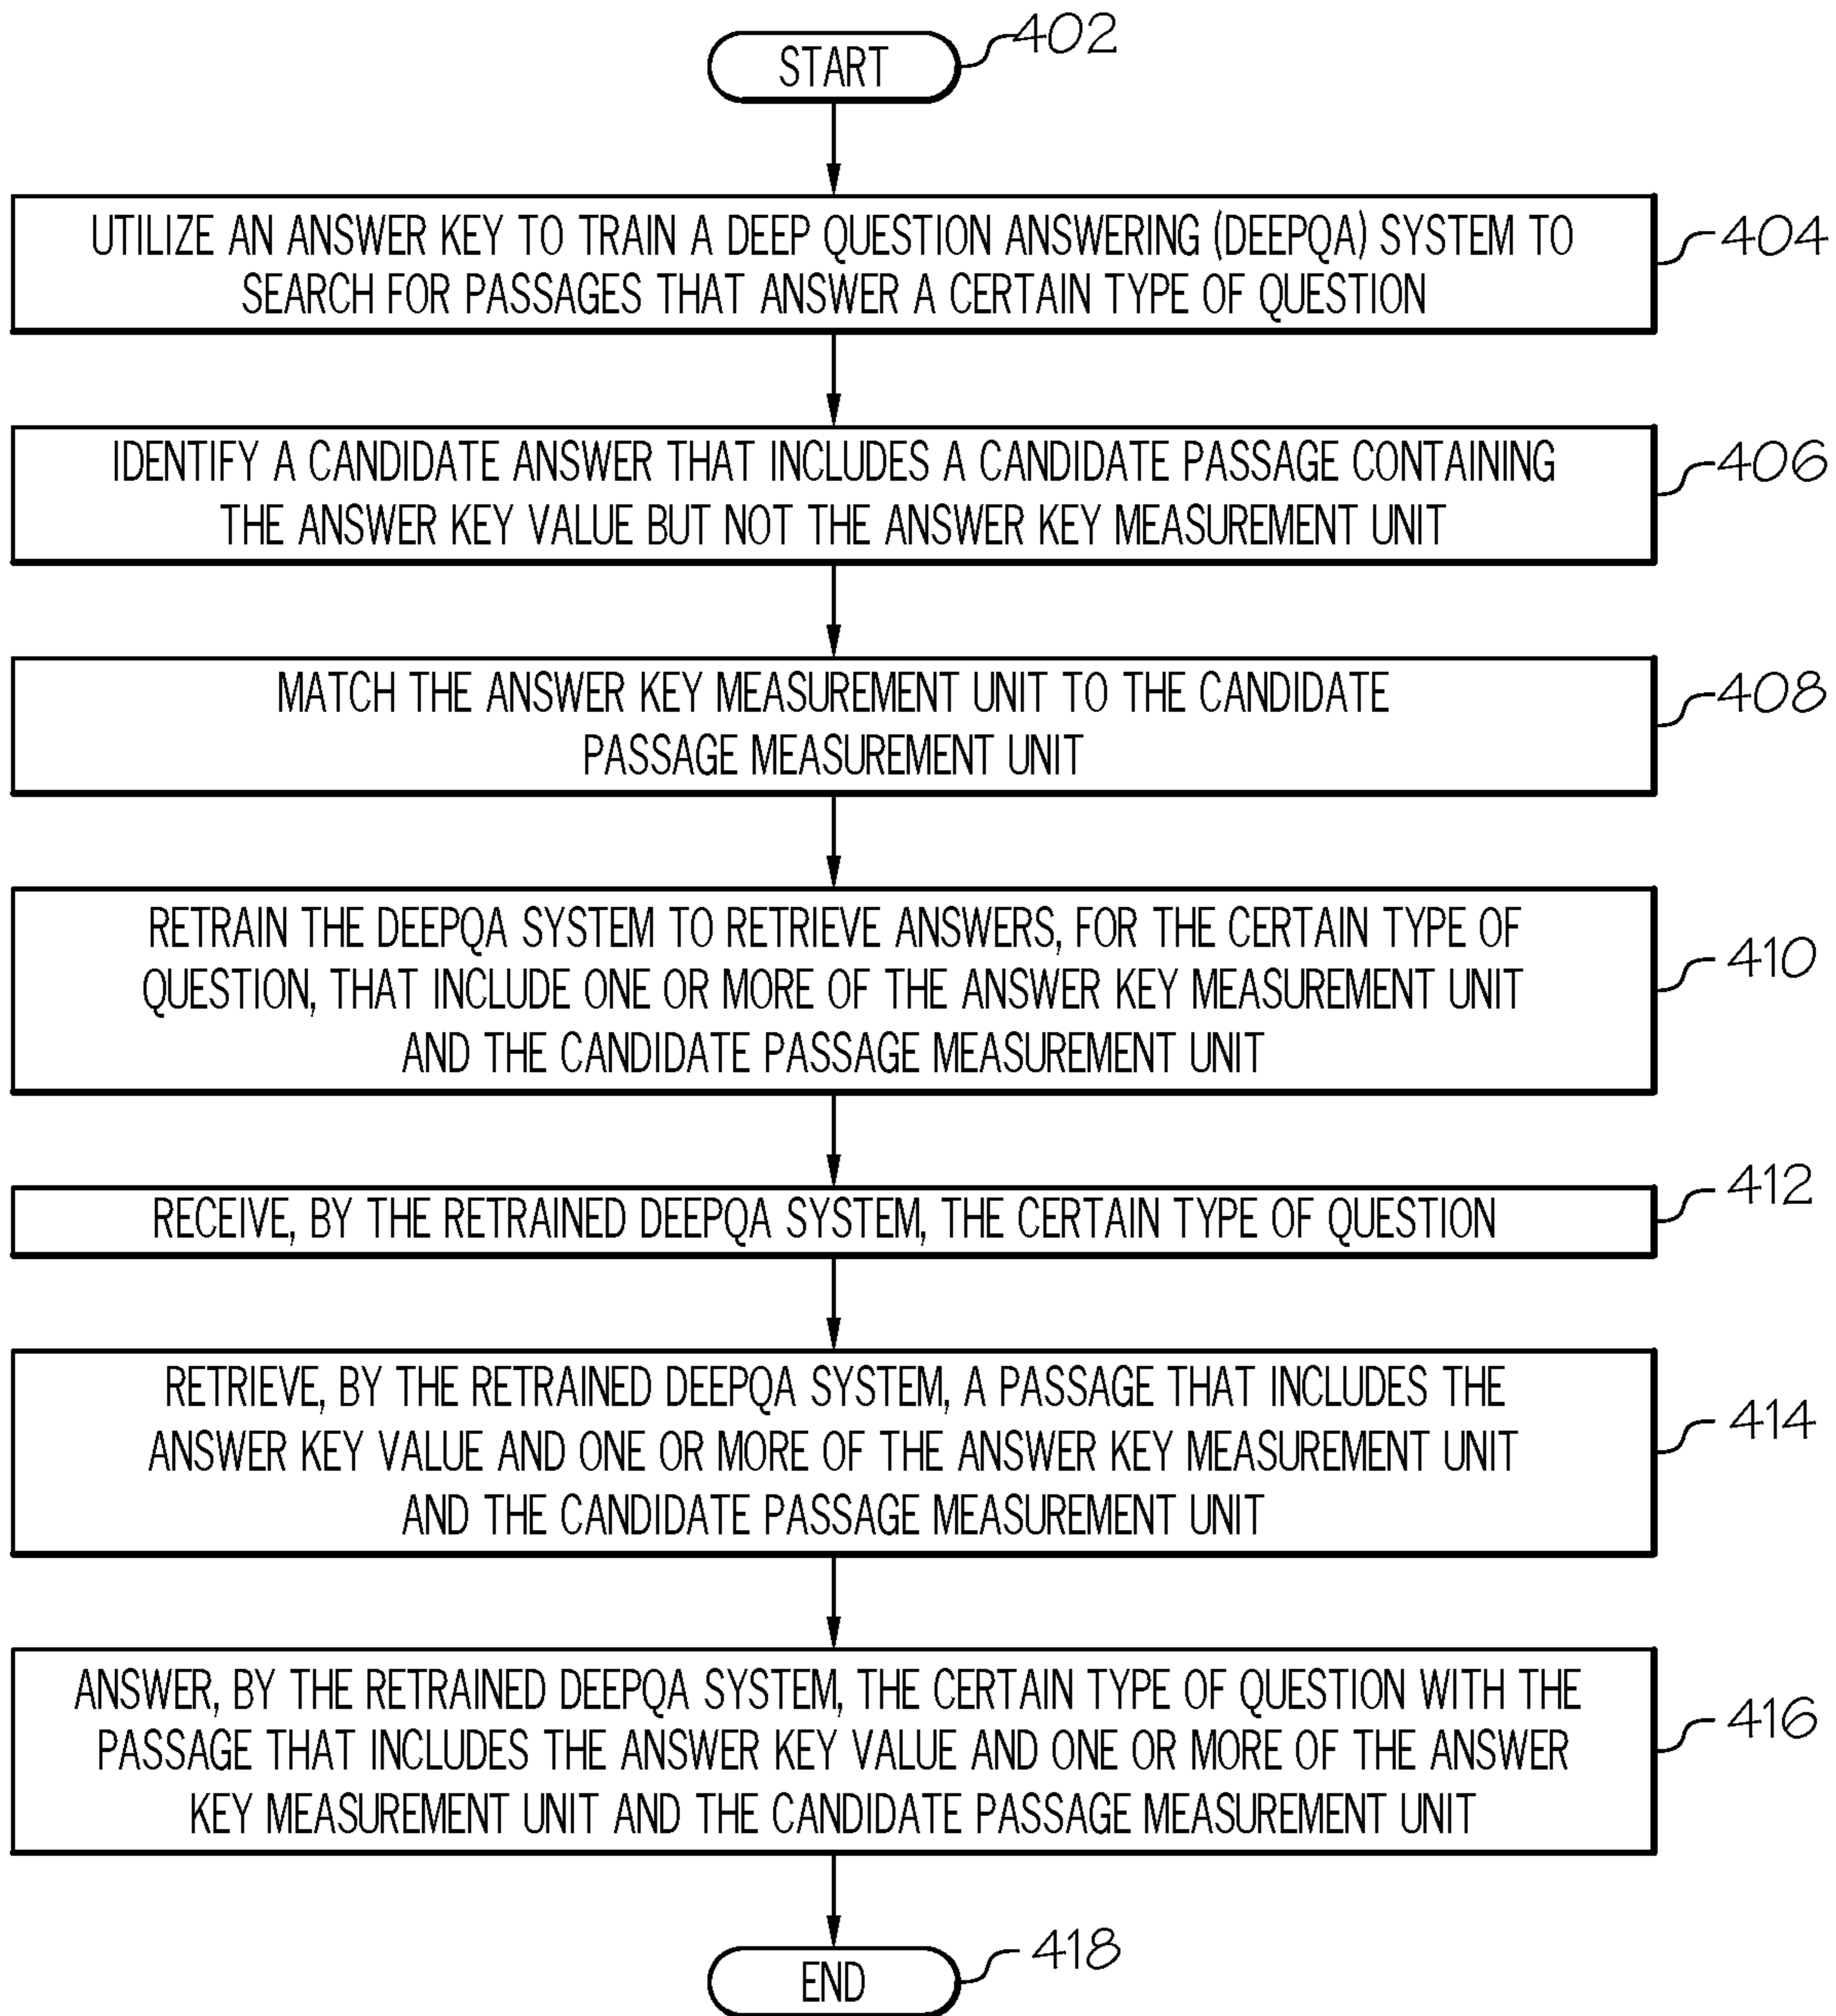 START
402
UTILIZE AN ANSWER KEY TO TRAIN A DEEP QUESTION ANSWERING (DEEPQA) SYSTEM TO
SEARCH FOR PASSAGES THAT ANSWER A CERTAIN TYPE OF QUESTION
404
IDENTIFY A CANDIDATE ANSWER THAT INCLUDES A CANDIDATE PASSAGE CONTAINING
THE ANSWER KEY VALUE BUT NOT THE ANSWER KEY MEASUREMENT UNIT
406
MATCH THE ANSWER KEY MEASUREMENT UNIT TO THE CANDIDATE
PASSAGE MEASUREMENT UNIT
408
RETRAIN THE DEEPQA SYSTEM TO RETRIEVE ANSWERS, FOR THE CERTAIN TYPE OF
QUESTION, THAT INCLUDE ONE OR MORE OF THE ANSWER KEY MEASUREMENT UNIT
AND THE CANDIDATE PASSAGE MEASUREMENT UNIT
410
RECEIVE, BY THE RETRAINED DEEPQA SYSTEM, THE CERTAIN TYPE OF QUESTION
412
RETRIEVE, BY THE RETRAINED DEEPQA SYSTEM, A PASSAGE THAT INCLUDES THE
ANSWER KEY VALUE AND ONE OR MORE OF THE ANSWER KEY MEASUREMENT UNIT
AND THE CANDIDATE PASSAGE MEASUREMENT UNIT
414
ANSWER, BY THE RETRAINED DEEPQA SYSTEM, THE CERTAIN TYPE OF QUESTION WITH THE
PASSAGE THAT INCLUDES THE ANSWER KEY VALUE AND ONE OR MORE OF THE ANSWER
KEY MEASUREMENT UNIT AND THE CANDIDATE PASSAGE MEASUREMENT UNIT
416
END
418